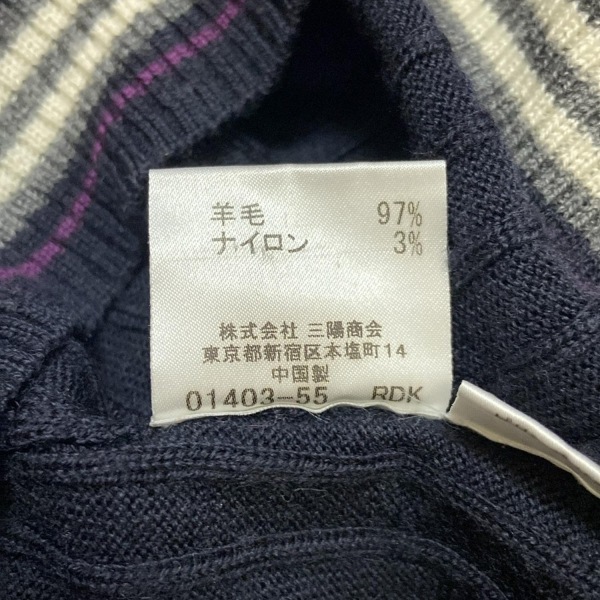 羊毛 97%
ナイロン 3%
株式会社 三陽商会
東京都新宿区本塩町14
中国製
01403-55 RDK